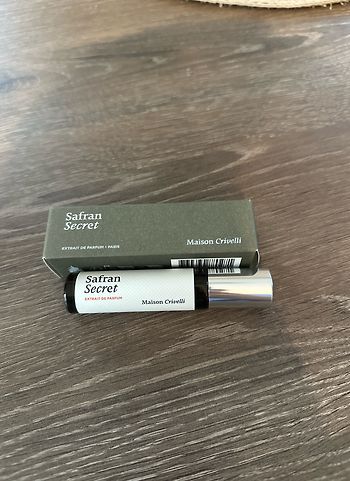 Safran
Secret
EXTRAIT DE PARFUM • PARIS
Maison Crivelli
Safran
Secret
EXTRAIT DE PARFUM
Maison Crivelli